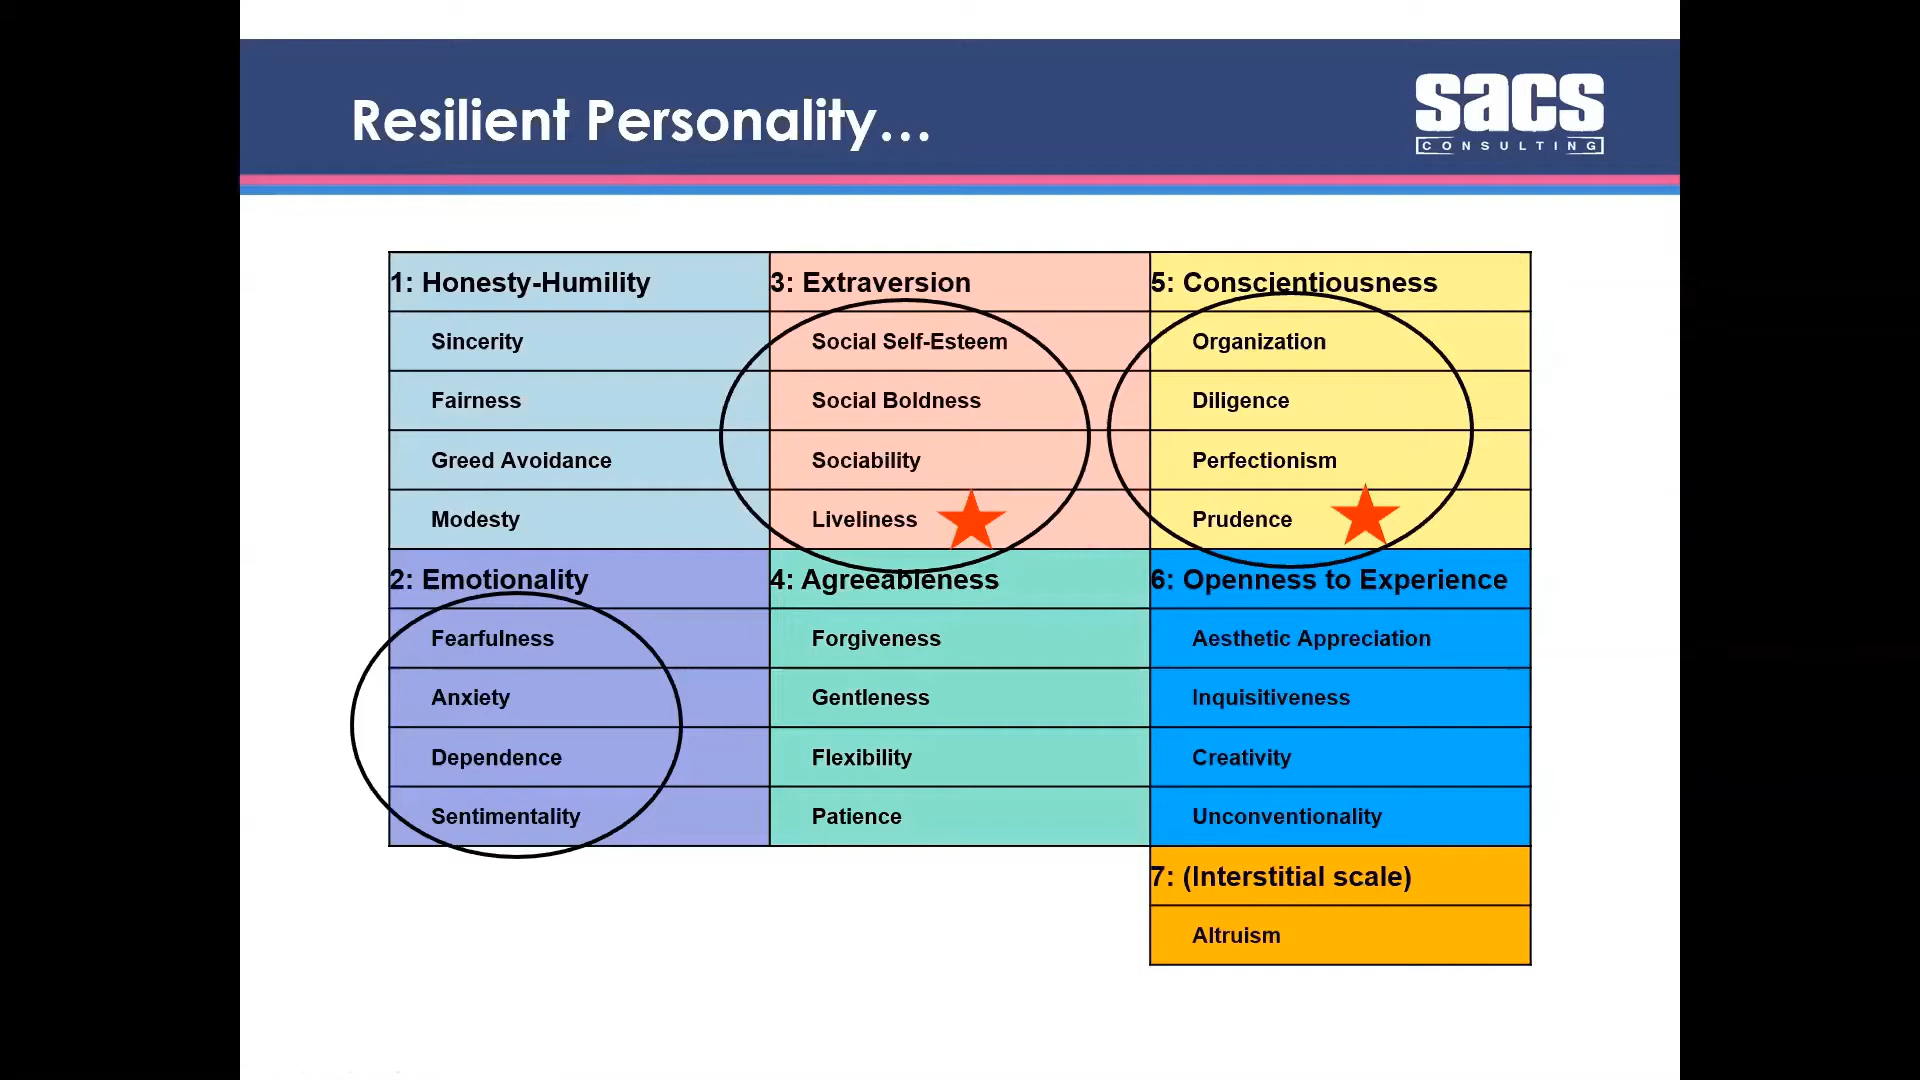 Resilient Personality…
sacs
CONSULTING
1: Honesty-Humility
Sincerity
Fairness
Greed Avoidance
Modesty
2: Emotionality
Fearfulness
Anxiety
Dependence
Sentimentality
3: Extraversion
Social Self-Esteem
Social Boldness
Sociability
Liveliness
4: Agreeableness
Forgiveness
Gentleness
Flexibility
Patience
5: Conscientiousness
Organization
Diligence
Perfectionism
Prudence
6: Openness to Experience
Aesthetic Appreciation
Inquisitiveness
Creativity
Unconventionality
7: (Interstitial scale)
Altruism